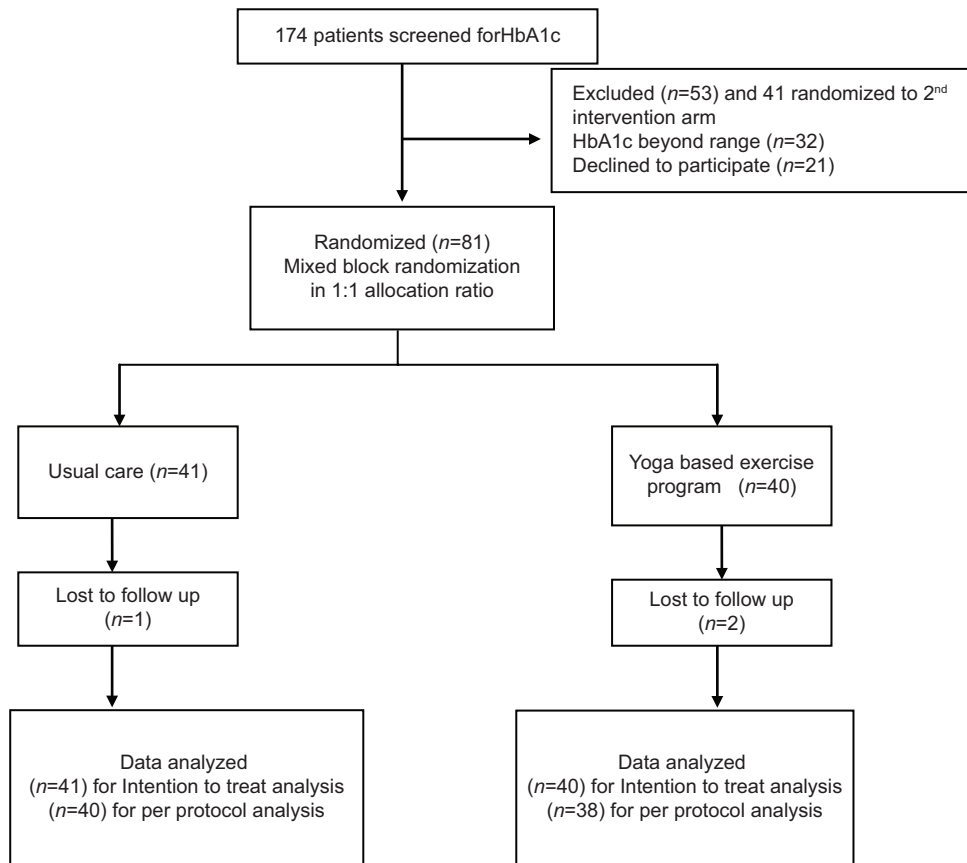 174 patients screened forHbA1c
Excluded (n=53) and 41 randomized to 2nd
intervention arm
HbA1c beyond range (n=32)
Declined to participate (n=21)
Randomized (n=81)
Mixed block randomization
in 1:1 allocation ratio
Usual care (n=41)
Yoga based exercise
program (n=40)
Lost to follow up
(n=1)
Lost to follow up
(n=2)
Data analyzed
(n=41) for Intention to treat analysis
(n=40) for per protocol analysis
Data analyzed
(n=40) for Intention to treat analysis
(n=38) for per protocol analysis